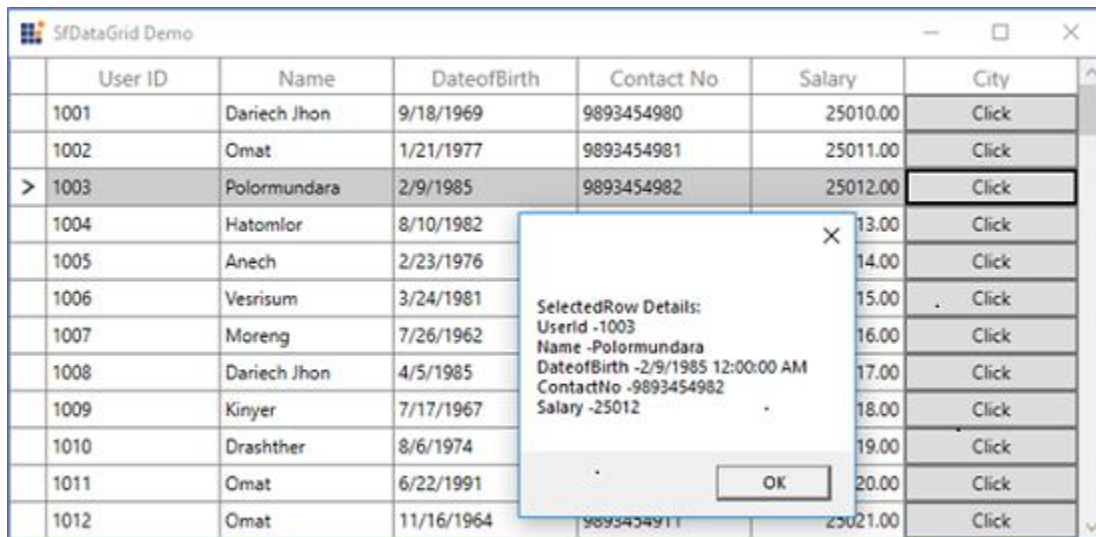 SfDataGrid Demo
User ID Name DateofBirth Contact No Salary City
1001 Dariech Jhon 9/18/1969 9893454980 25010.00 Click
1002 Omat 1/21/1977 9893454981 25011.00 Click
> 1003 Polormundara 2/9/1985 9893454982 25012.00 Click
1004 Hatomlor 8/10/1982 13.00 Click
1005 Anech 2/23/1976 14.00 Click
1006 Vesrisum 3/24/1981 15.00 Click
1007 Moreng 7/26/1962 16.00 Click
1008 Dariech Jhon 4/5/1985 17.00 Click
1009 Kinyer 7/17/1967 18.00 Click
1010 Drashther 8/6/1974 19.00 Click
1011 Omat 6/22/1991 20.00 Click
1012 Omat 11/16/1964 25021.00 Click
SelectedRow Details:
UserId -1003
Name -Polormundara
DateofBirth -2/9/1985 12:00:00 AM
ContactNo -9893454982
Salary -25012
OK